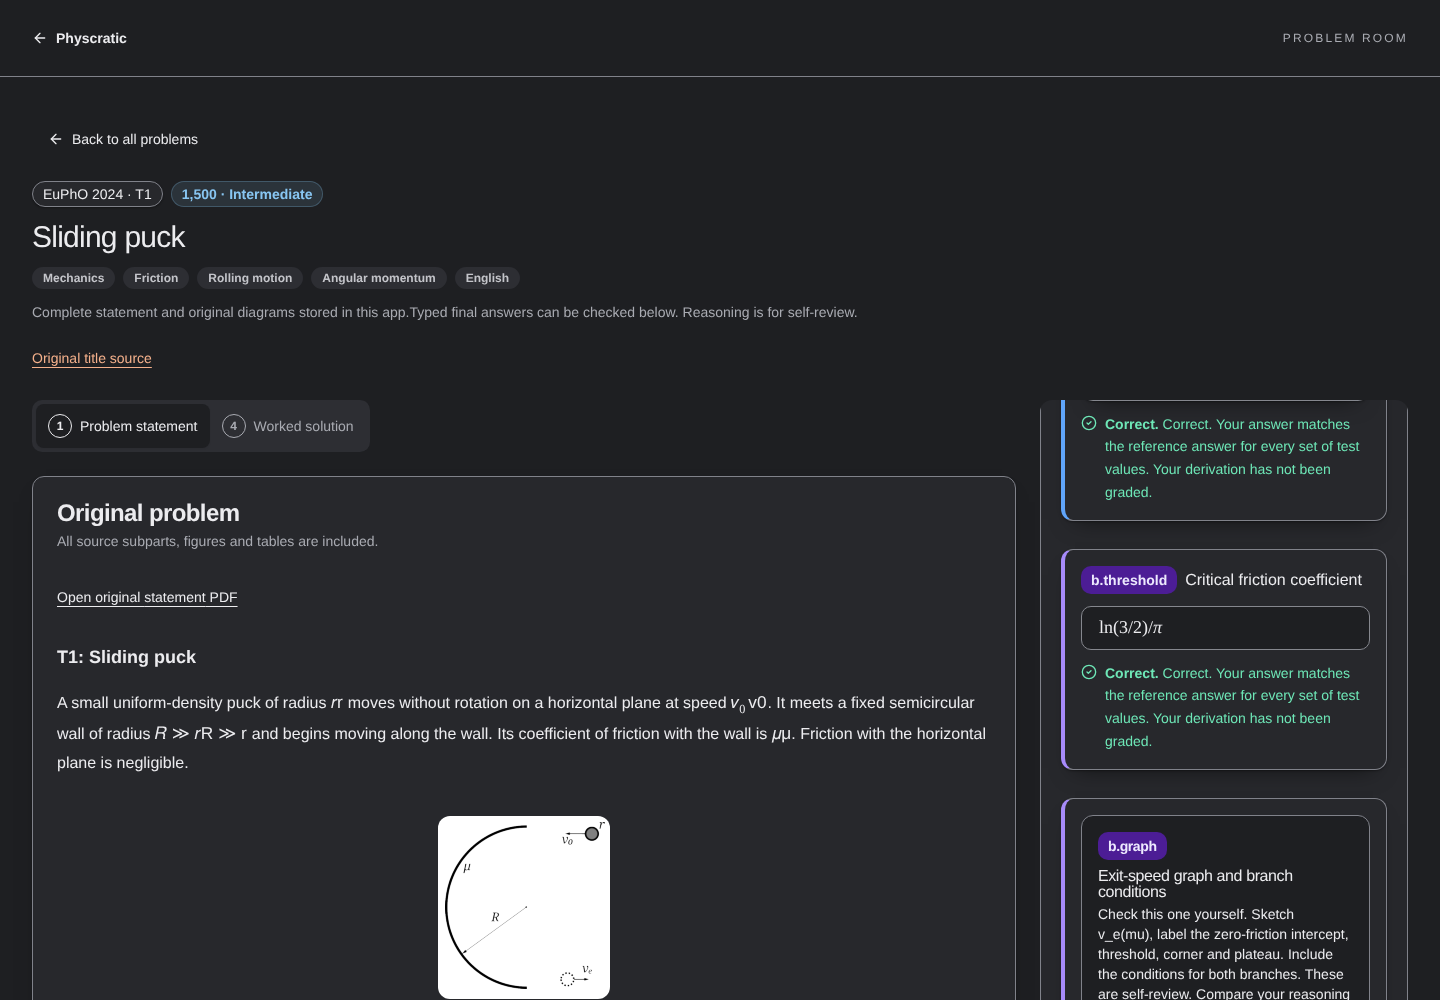 Physcratic
PROBLEM ROOM
Back to all problems
EuPhO 2024 · T1
1,500 · Intermediate
Sliding puck
Mechanics
Friction
Rolling motion
Angular momentum
English
Complete statement and original diagrams stored in this app.Typed final answers can be checked below. Reasoning is for self-review.
Original title source
1 Problem statement
4 Worked solution
Original problem
All source subparts, figures and tables are included.
Open original statement PDF
T1: Sliding puck
A small uniform-density puck of radius rr moves without rotation on a horizontal plane at speed v0 v0. It meets a fixed semicircular
wall of radius R ≫ rR ≫ r and begins moving along the wall. Its coefficient of friction with the wall is μμ. Friction with the horizontal
plane is negligible.
r
v0
μ
R
ve
Correct. Correct. Your answer matches
the reference answer for every set of test
values. Your derivation has not been
graded.
b.threshold Critical friction coefficient
ln(3/2)/π
Correct. Correct. Your answer matches
the reference answer for every set of test
values. Your derivation has not been
graded.
b.graph
Exit-speed graph and branch
conditions
Check this one yourself. Sketch
v_e(mu), label the zero-friction intercept,
threshold, corner and plateau. Include
the conditions for both branches. These
are self-review. Compare your reasoning